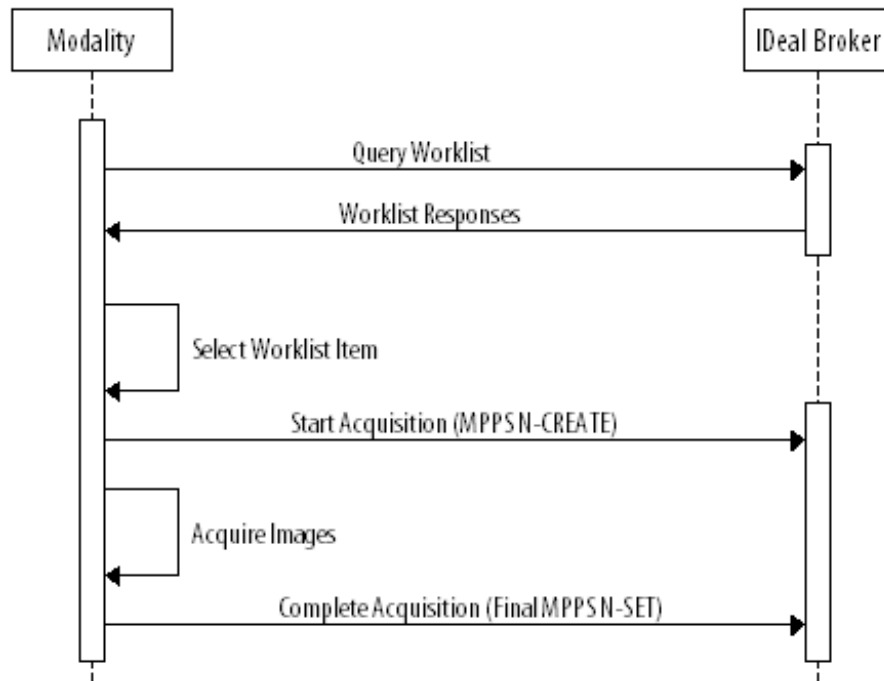 Modality
IDeal Broker
Query Worklist
Worklist Responses
Select Worklist Item
Start Acquisition (MPPS N-CREATE)
Acquire Images
Complete Acquisition (Final MPPS N-SET)